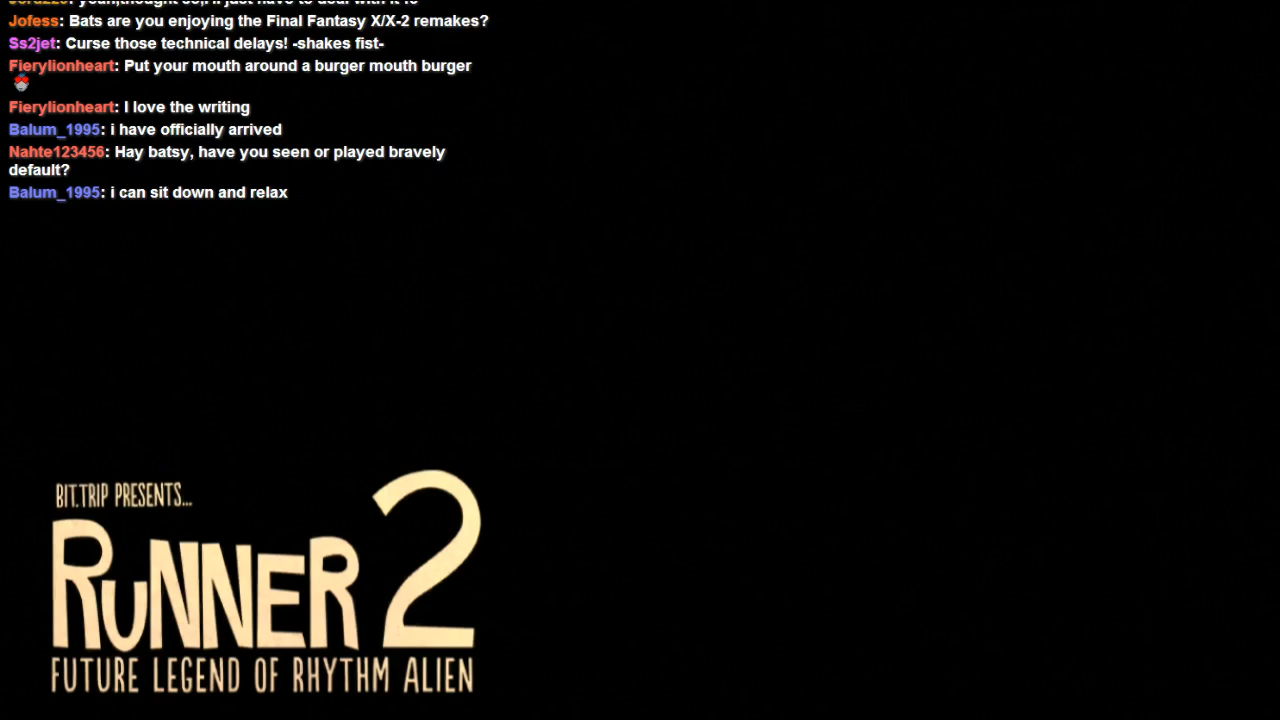 Jofess: Bats are you enjoying the Final Fantasy X/X-2 remakes?
Ss2jet: Curse those technical delays! -shakes fist-
Fierylionheart: Put your mouth around a burger mouth burger
Fierylionheart: I love the writing
Balum_1995: i have officially arrived
Nahte123456: Hay batsy, have you seen or played bravely
default?
Balum_1995: i can sit down and relax
BIT.TRIP PRESENTS...
RUNNER 2
FUTURE LEGEND OF RHYTHM ALIEN